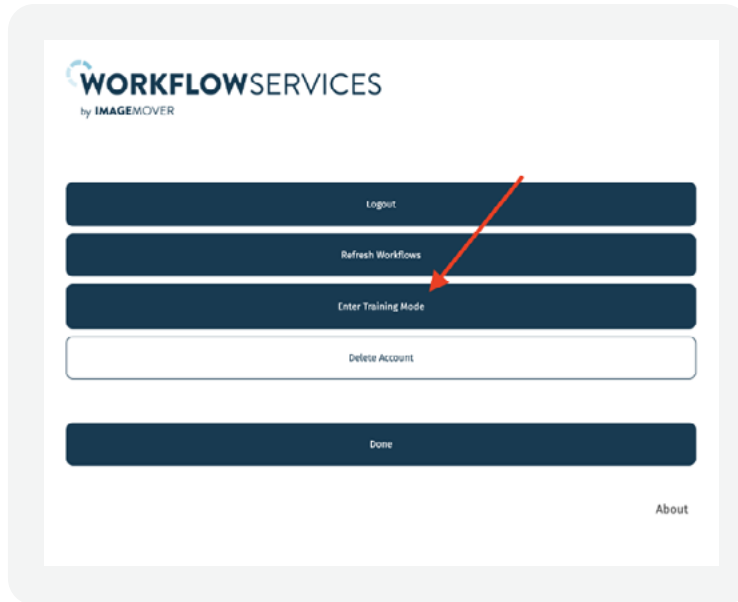 WORKFLOWSERVICES
by IMAGEMOVER
Logout
Refresh Workflows
Enter Training Mode
Delete Account
Done
About